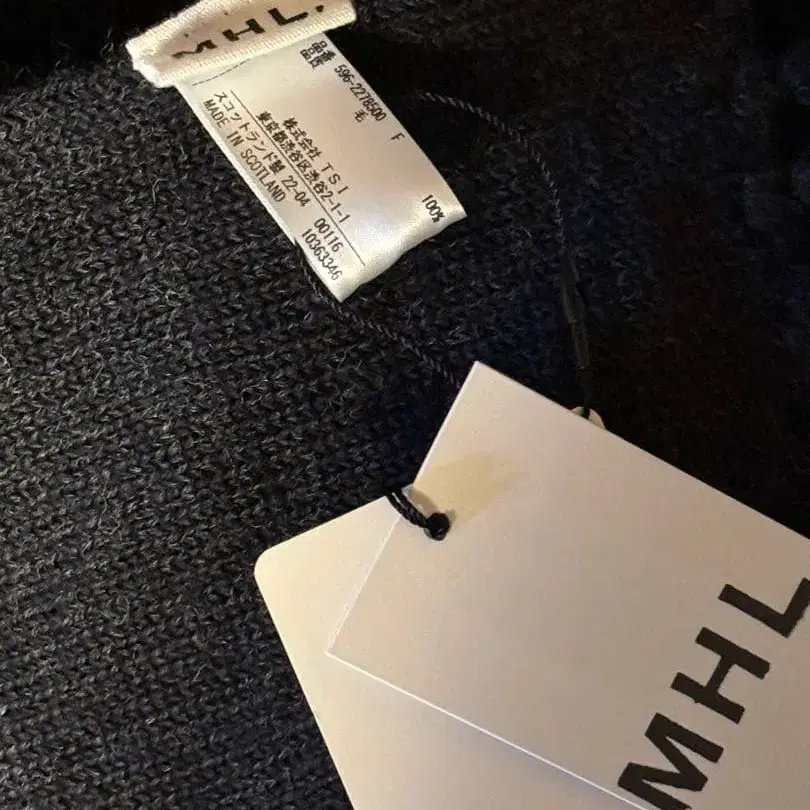 MHL.
品番 596-2278500 F
品質 毛 100%
株式会社 TSI
東京都渋谷区渋谷2-1-1
スコットランド製 22-04 00116
MADE IN SCOTLAND 10363346
MHL